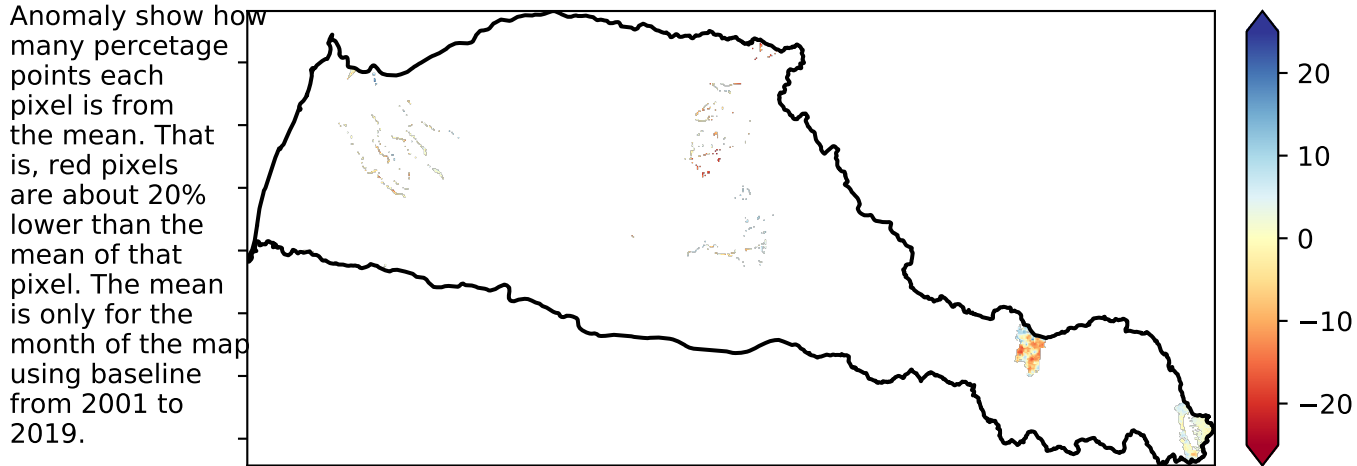 Anomaly show how
many percetage
points each
pixel is from
the mean. That
is, red pixels
are about 20%
lower than the
mean of that
pixel. The mean
is only for the
month of the map
using baseline
from 2001 to
2019.
20
10
0
−10
−20